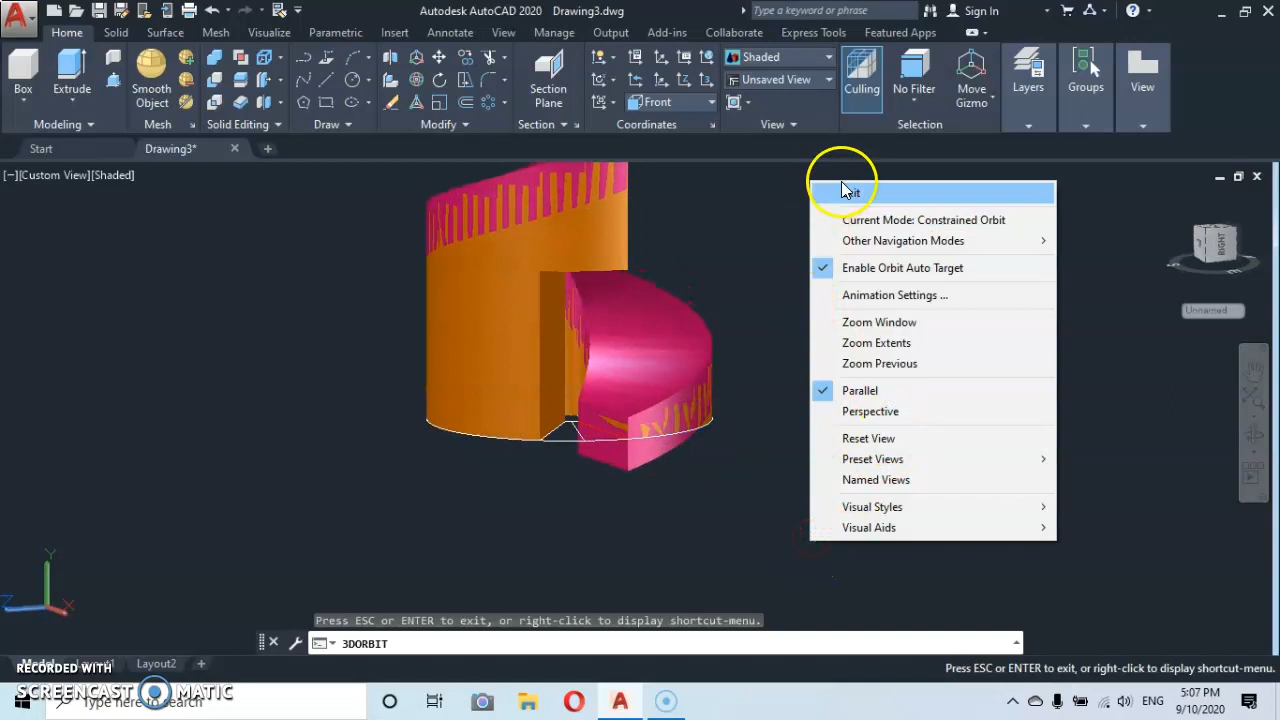 Autodesk AutoCAD 2020 Drawing3.dwg
Type a keyword or phrase
Sign In
Home Solid Surface Mesh Visualize Parametric Insert Annotate View Manage Output Add-ins Collaborate Express Tools Featured Apps
Box
Extrude
Smooth Object
Section Plane
Front
Shaded
Unsaved View
Culling
No Filter
Move Gizmo
Layers
Groups
View
Modeling Mesh Solid Editing Draw Modify Section Coordinates View Selection
Start Drawing3*
[−][Custom View][Shaded]
Current Mode: Constrained Orbit
Other Navigation Modes
Enable Orbit Auto Target
Animation Settings ...
Zoom Window
Zoom Extents
Zoom Previous
Parallel
Perspective
Reset View
Preset Views
Named Views
Visual Styles
Visual Aids
RIGHT
Unnamed
Y
X
Z
Press ESC or ENTER to exit, or right-click to display shortcut-menu.
3DORBIT
Layout2
Press ESC or ENTER to exit, or right-click to display shortcut-menu.
RECORDED WITH
SCREENCAST MATIC
Type here to search
ENG
5:07 PM
9/10/2020